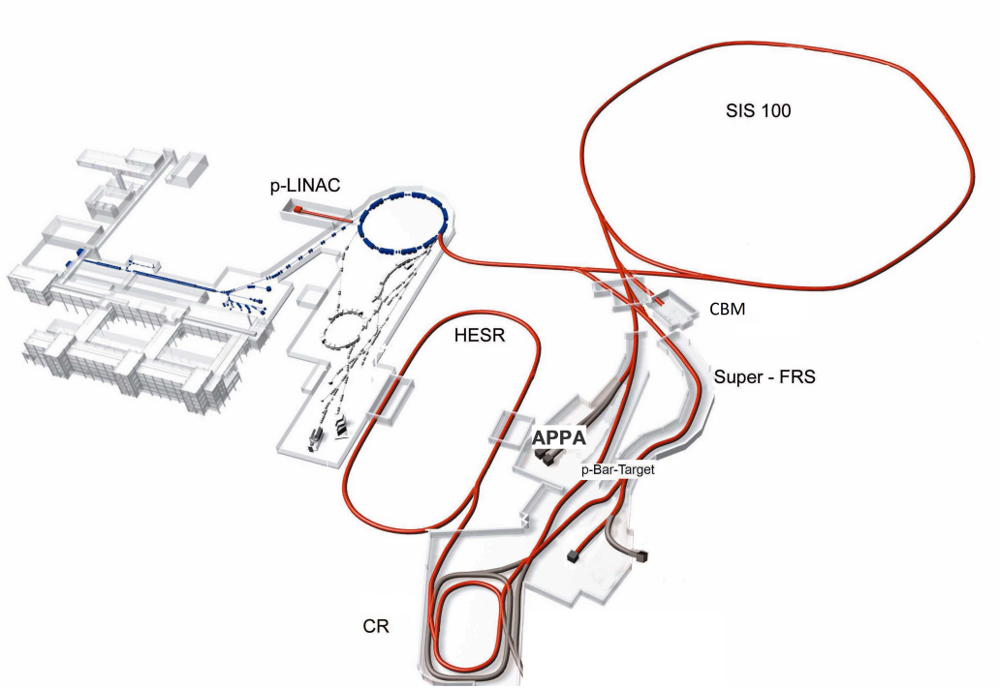 SIS 100
p-LINAC
CBM
HESR
Super - FRS
APPA
p-Bar-Target
CR